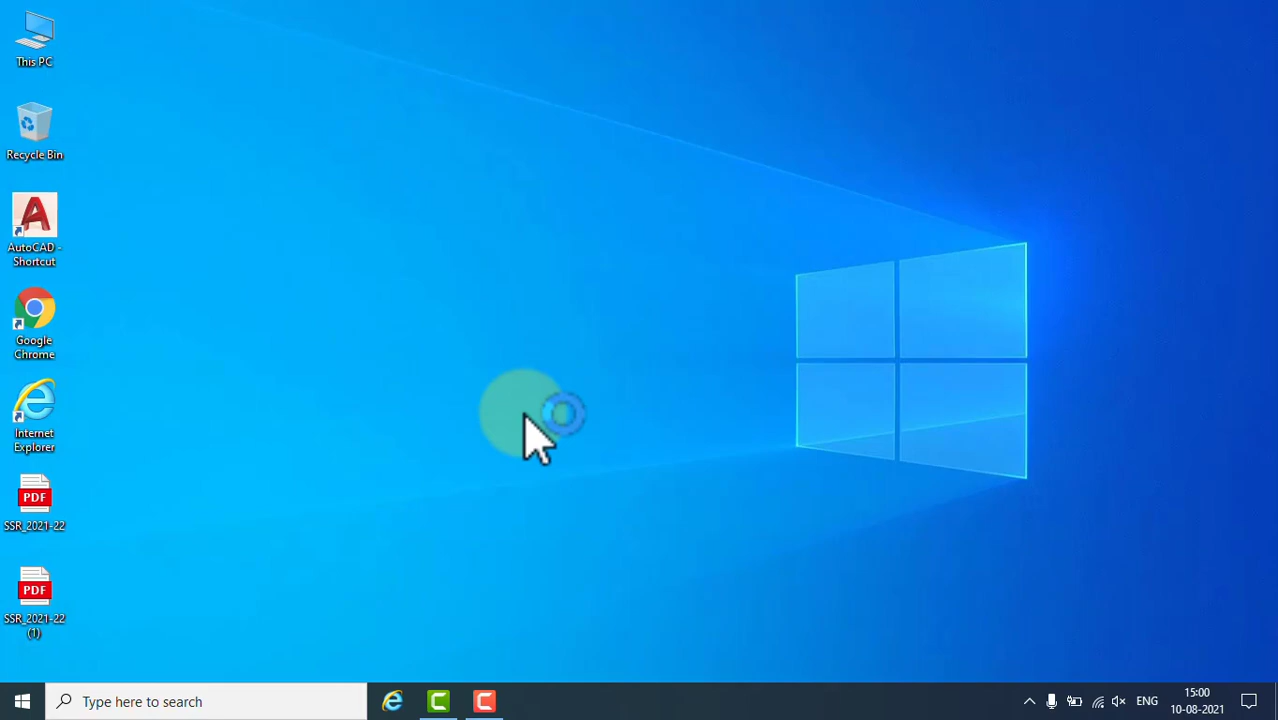 This PC
Recycle Bin
AutoCAD -
Shortcut
Google
Chrome
Internet
Explorer
PDF
SSR_2021-22
PDF
SSR_2021-22
(1)
Type here to search
ENG
15:00
10-08-2021